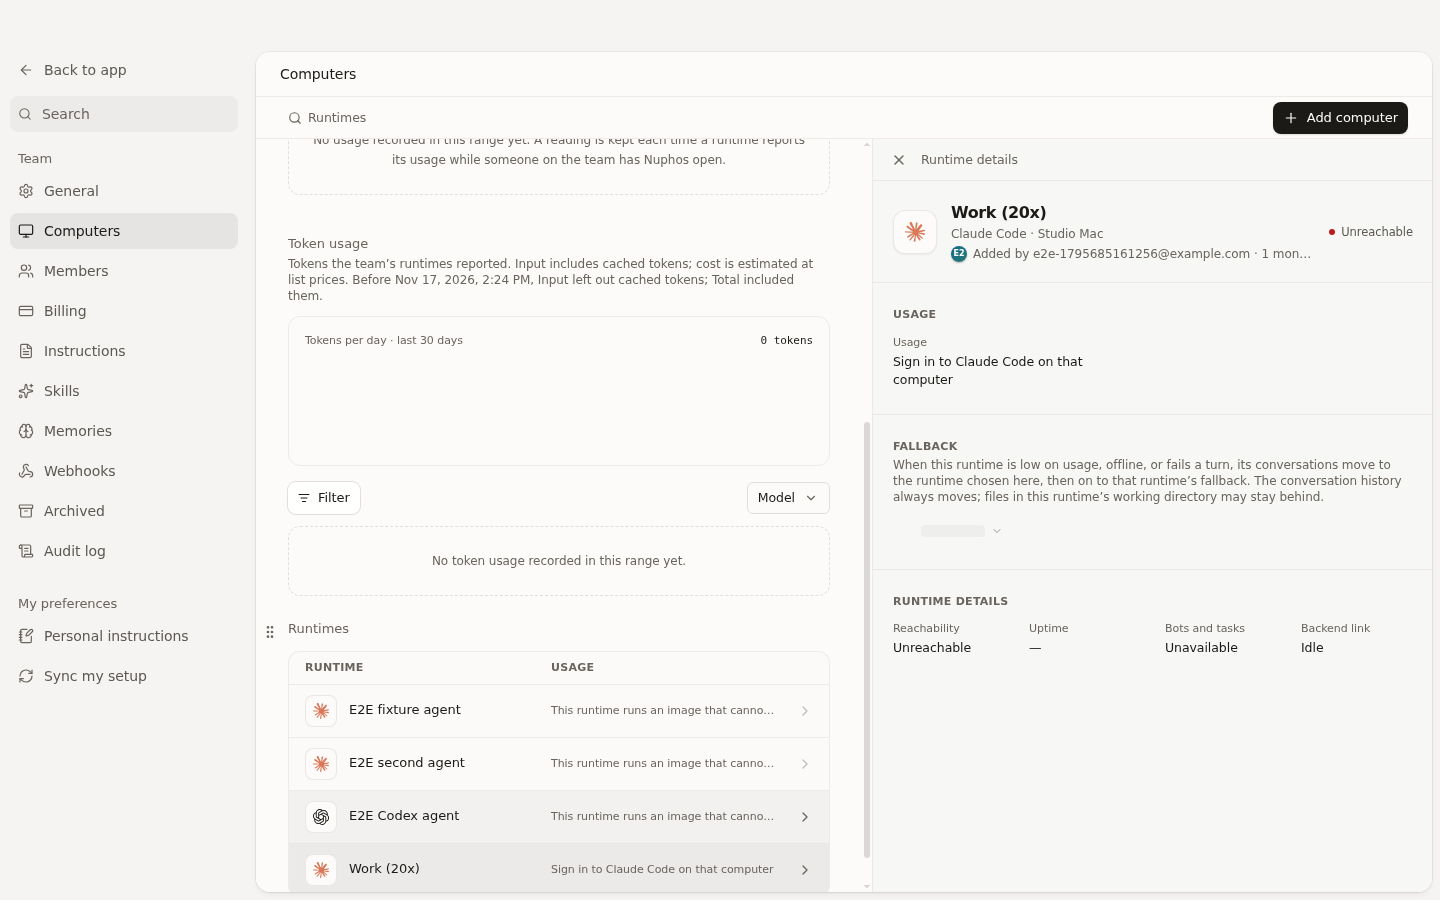 Back to app
Search
Team
General
Computers
Members
Billing
Instructions
Skills
Memories
Webhooks
Archived
Audit log
My preferences
Personal instructions
Sync my setup
Computers
Runtimes
Add computer
No usage recorded in this range yet. A reading is kept each time a runtime reports
its usage while someone on the team has Nuphos open.
Token usage
Tokens the team’s runtimes reported. Input includes cached tokens; cost is estimated at
list prices. Before Nov 17, 2026, 2:24 PM, Input left out cached tokens; Total included
them.
Tokens per day · last 30 days
0 tokens
Filter
Model
No token usage recorded in this range yet.
Runtimes
RUNTIME
USAGE
E2E fixture agent
This runtime runs an image that canno…
E2E second agent
This runtime runs an image that canno…
E2E Codex agent
This runtime runs an image that canno…
Work (20x)
Sign in to Claude Code on that computer
Runtime details
Work (20x)
Claude Code · Studio Mac
E2 Added by e2e-1795685161256@example.com · 1 mon…
Unreachable
USAGE
Usage
Sign in to Claude Code on that
computer
FALLBACK
When this runtime is low on usage, offline, or fails a turn, its conversations move to
the runtime chosen here, then on to that runtime’s fallback. The conversation history
always moves; files in this runtime’s working directory may stay behind.
RUNTIME DETAILS
Reachability
Unreachable
Uptime
—
Bots and tasks
Unavailable
Backend link
Idle